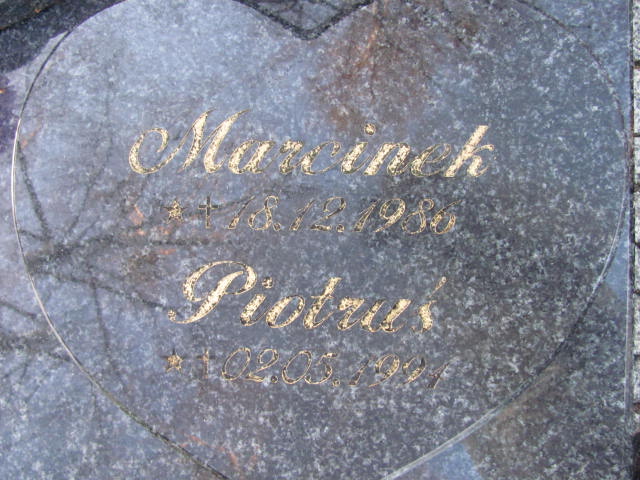 Marcinek
★ † 18.12.1986
Piotruś
★ † 02.05.1991